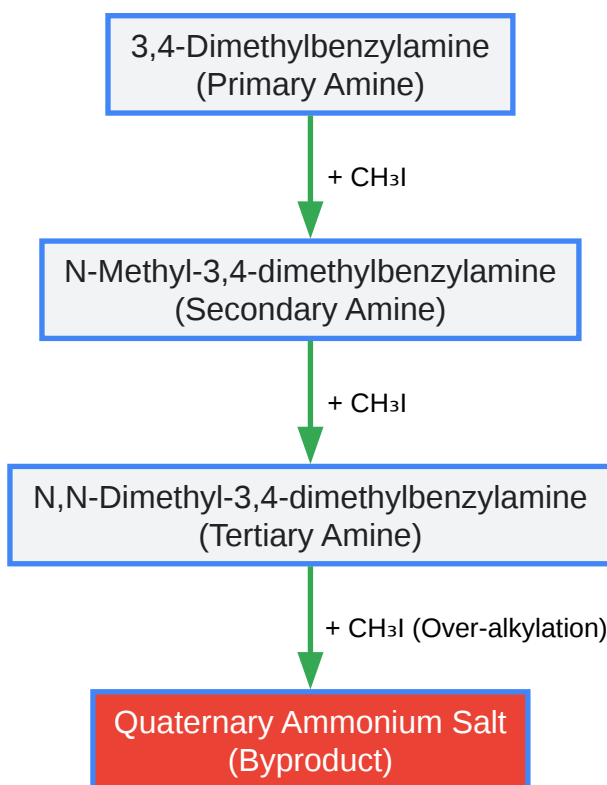 3,4-Dimethylbenzylamine
(Primary Amine)
+ CH₃I
N-Methyl-3,4-dimethylbenzylamine
(Secondary Amine)
+ CH₃I
N,N-Dimethyl-3,4-dimethylbenzylamine
(Tertiary Amine)
+ CH₃I (Over-alkylation)
Quaternary Ammonium Salt
(Byproduct)